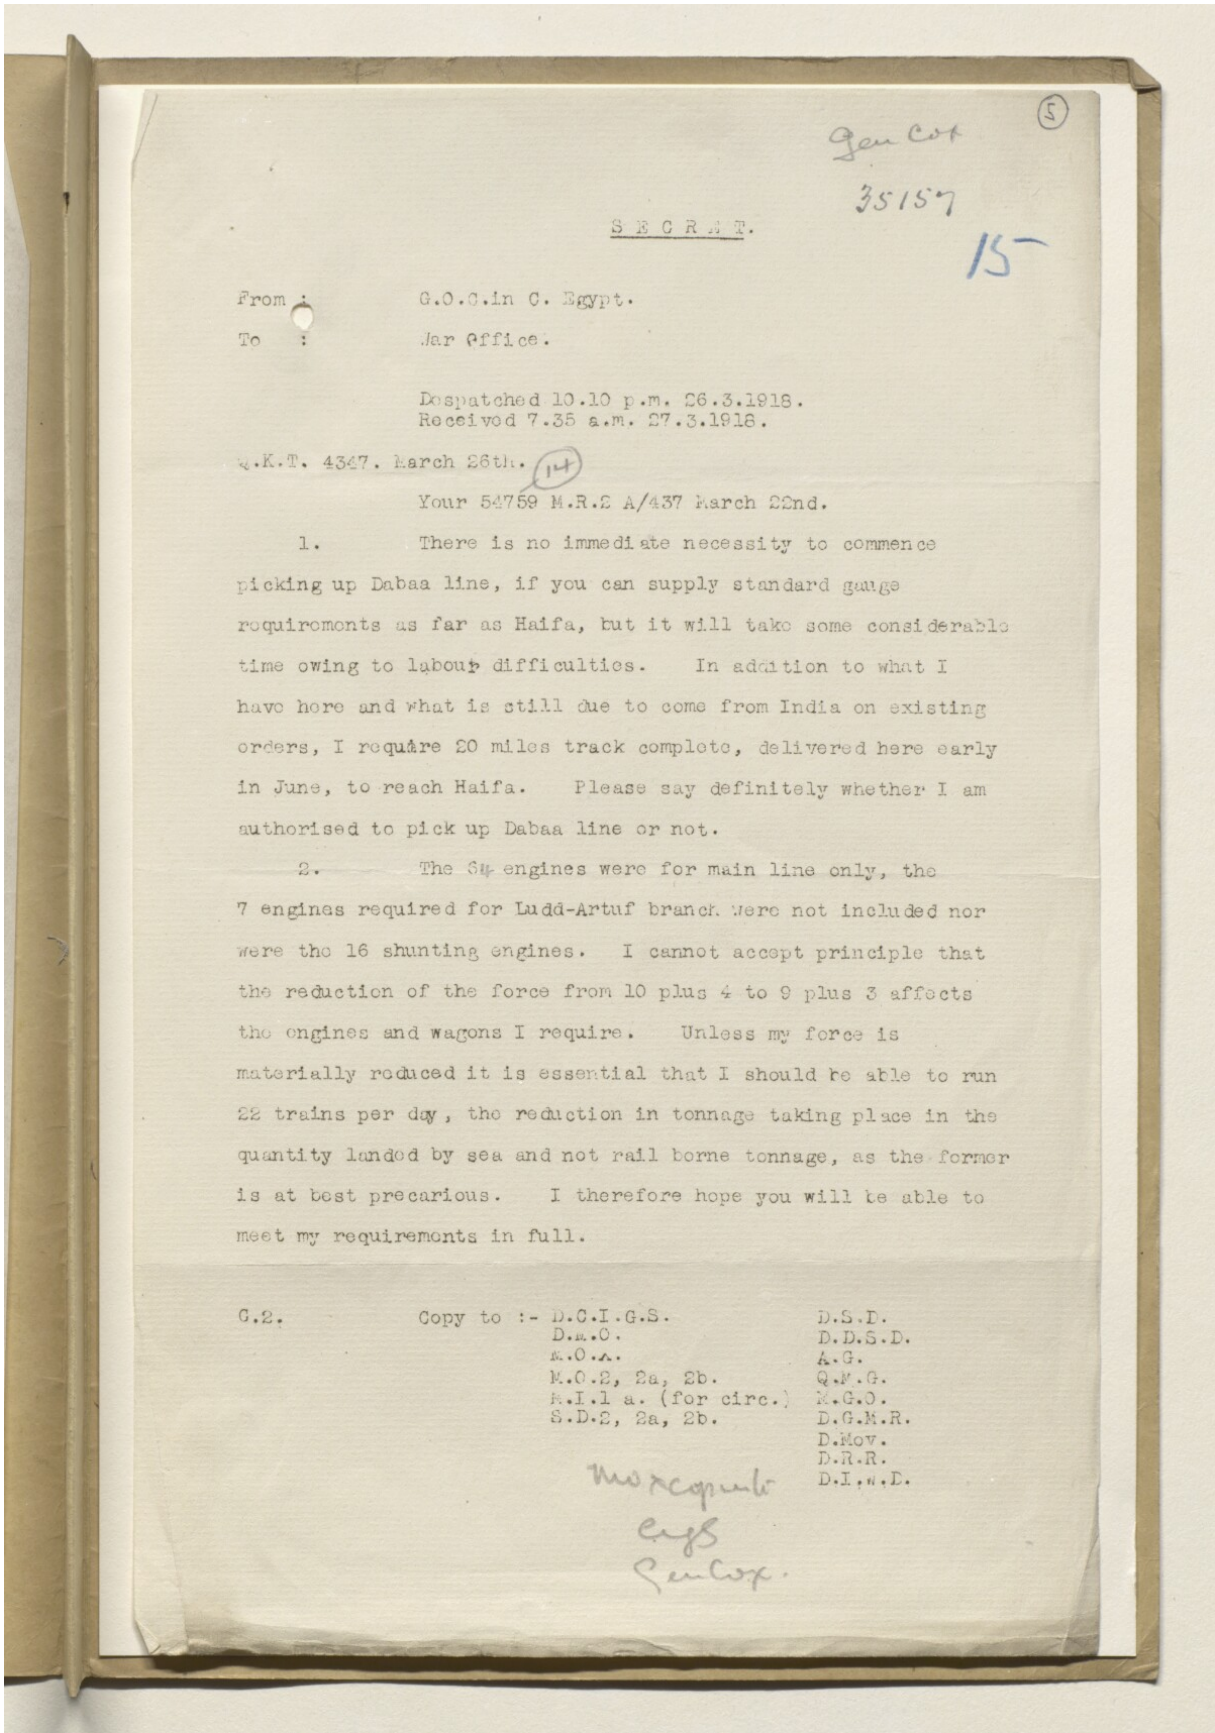 5
Gen Cox
35157
SECRET.
15
From : G.O.C.in C. Egypt.
To : War Office.
Despatched 10.10 p.m. 26.3.1918.
Received 7.35 a.m. 27.3.1918.
Q.K.T. 4347. March 26th. 14
Your 54759 M.R.2 A/437 March 22nd.
1. There is no immediate necessity to commence
picking up Dabaa line, if you can supply standard gauge
requirements as far as Haifa, but it will take some considerable
time owing to labour difficulties. In addition to what I
have here and what is still due to come from India on existing
orders, I require 20 miles track complete, delivered here early
in June, to reach Haifa. Please say definitely whether I am
authorised to pick up Dabaa line or not.
2. The 64 engines were for main line only, the
7 engines required for Ludd-Artuf branch were not included nor
were the 16 shunting engines. I cannot accept principle that
the reduction of the force from 10 plus 4 to 9 plus 3 affects
the engines and wagons I require. Unless my force is
materially reduced it is essential that I should be able to run
22 trains per day, the reduction in tonnage taking place in the
quantity landed by sea and not rail borne tonnage, as the former
is at best precarious. I therefore hope you will be able to
meet my requirements in full.
C.2. Copy to :- D.C.I.G.S. D.S.D.
D.M.O. D.D.S.D.
M.O.1. A.G.
M.O.2, 2a, 2b. Q.M.G.
M.I.1 a. (for circ.) M.G.O.
S.D.2, 2a, 2b. D.G.M.R.
D.Mov.
D.R.R.
D.I.W.D.
CIGS
Gen Cox.